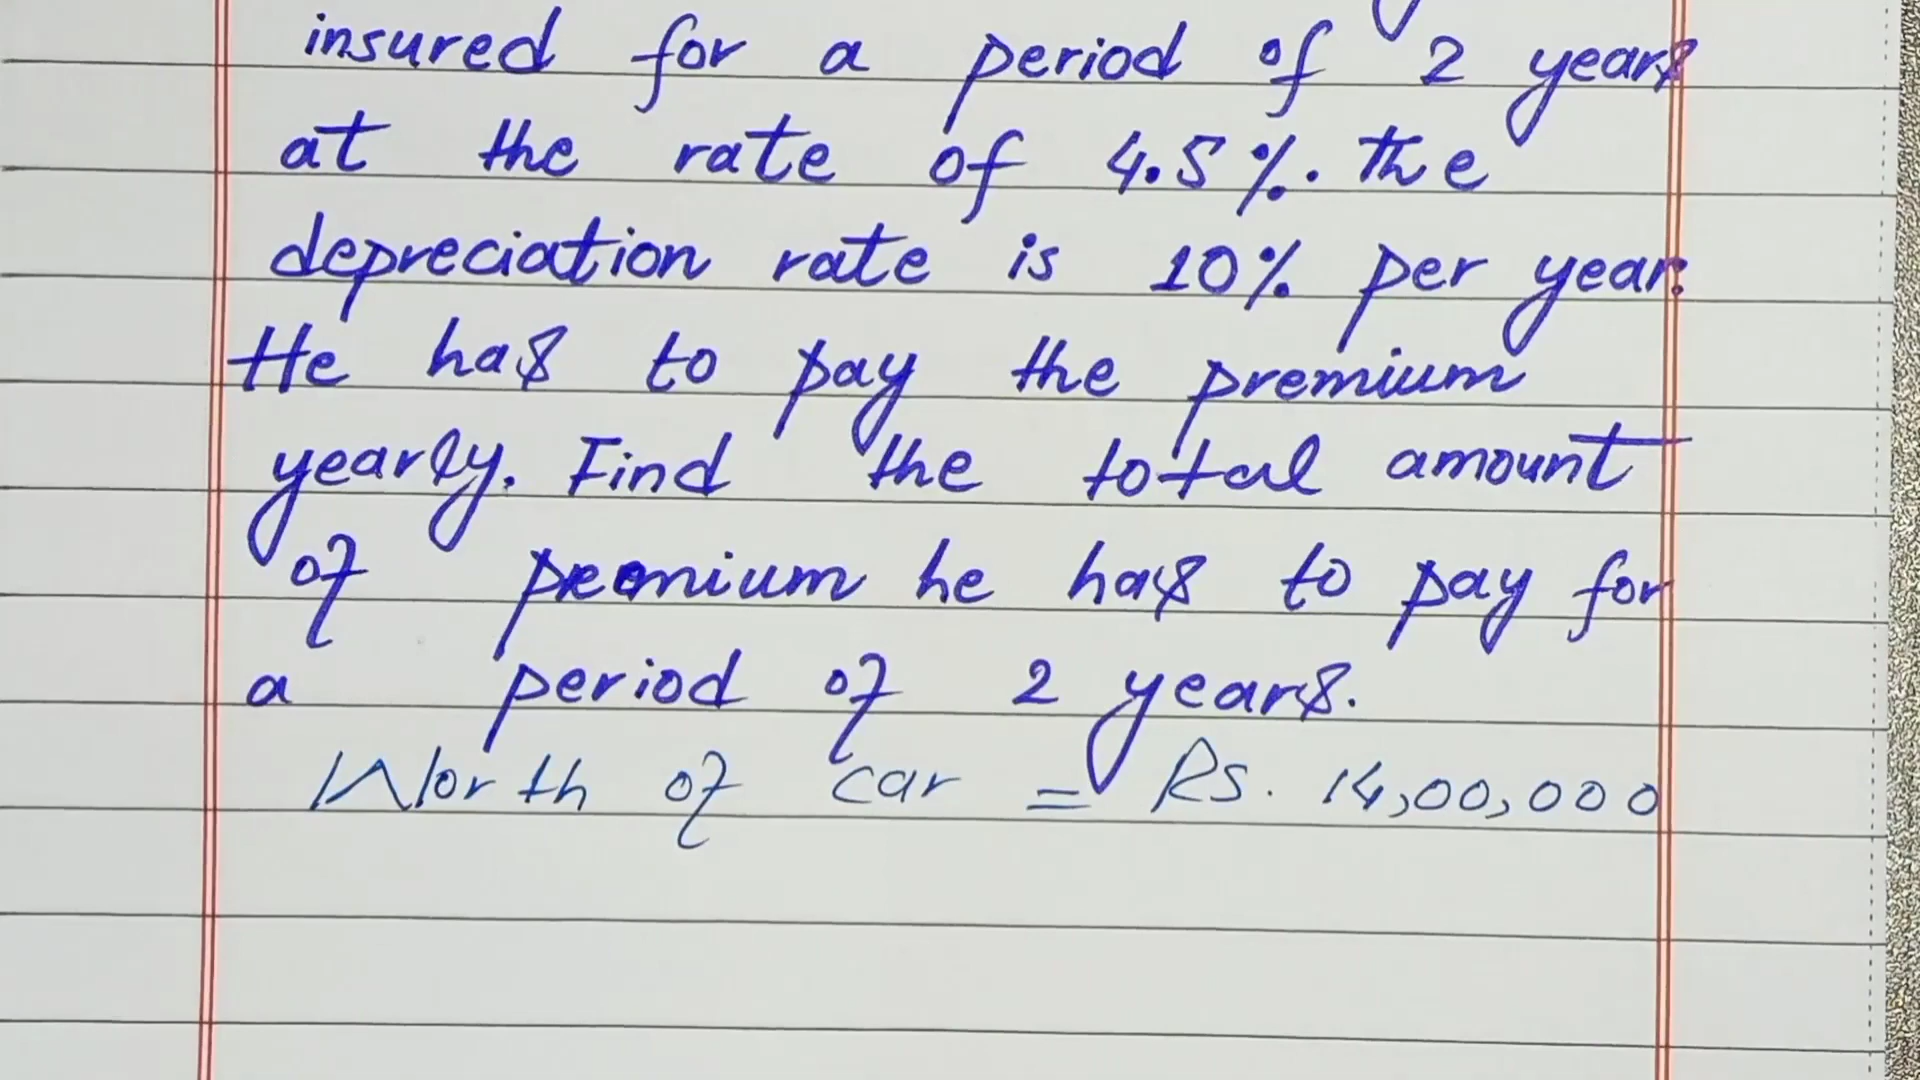 insured for a period of 2 years
at the rate of 4.5%. The
depreciation rate is 10% per year.
He has to pay the premium
yearly. Find the total amount
of premium he has to pay for
a period of 2 years.
Worth of car = Rs. 14,00,000